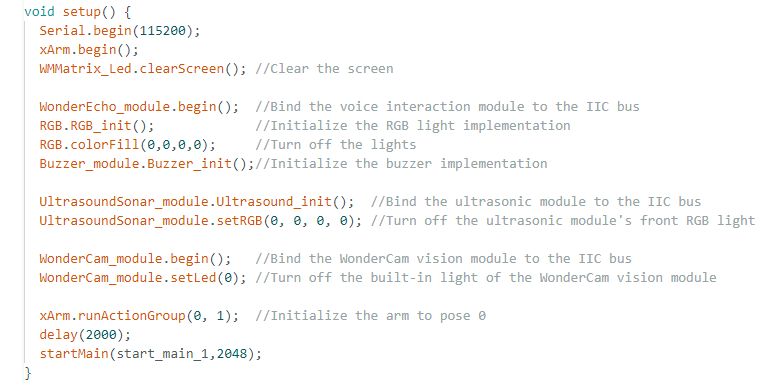 void setup() {
  Serial.begin(115200);
  xArm.begin();
  WMMatrix_Led.clearScreen(); //Clear the screen

  WonderEcho_module.begin();  //Bind the voice interaction module to the IIC bus
  RGB.RGB_init();             //Initialize the RGB light implementation
  RGB.colorFill(0,0,0,0);     //Turn off the lights
  Buzzer_module.Buzzer_init();//Initialize the buzzer implementation

  UltrasoundSonar_module.Ultrasound_init();  //Bind the ultrasonic module to the IIC bus
  UltrasoundSonar_module.setRGB(0, 0, 0, 0); //Turn off the ultrasonic module's front RGB light

  WonderCam_module.begin();   //Bind the WonderCam vision module to the IIC bus
  WonderCam_module.setLed(0); //Turn off the built-in light of the WonderCam vision module

  xArm.runActionGroup(0, 1);  //Initialize the arm to pose 0
  delay(2000);
  startMain(start_main_1,2048);
}